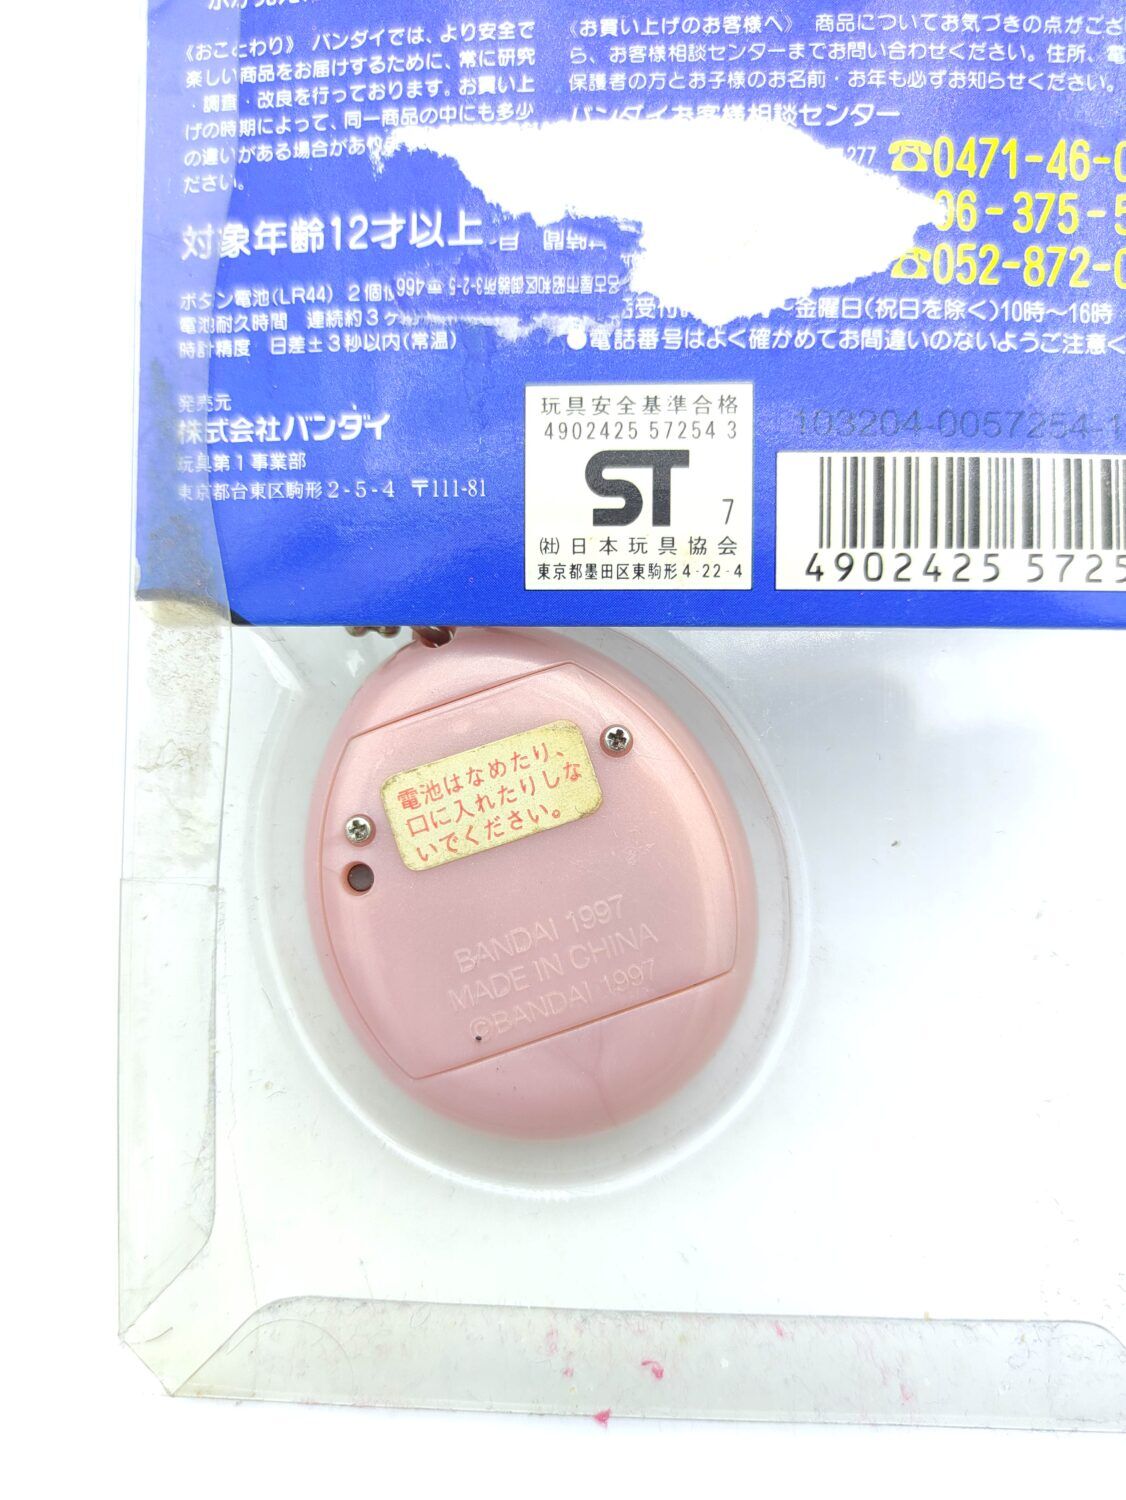 《おことわり》 バンダイでは、より安全で
楽しい商品をお届けするために、常に研究
・調査・改良を行っております。お買い上
げの時期によって、同一商品の中にも多少
の違いがある場合があり
ださい。
対象年齢12才以上
ボタン電池(LR44) 2個
電池耐久時間 連続約3ヶ
時計精度 日差±3秒以内(常温)
発売元
株式会社バンダイ
玩具第1事業部
東京都台東区駒形2-5-4 〒111-81
《お買い上げのお客様へ》 商品についてお気づきの点がござ
ら、お客様相談センターまでお問い合わせください。住所、電
保護者の方とお子様のお名前・お年も必ずお知らせください。
バンダイお客様相談センター
277 ☎0471-46-0
06-375-5
☎052-872-0
金曜日(祝日を除く)10時〜16時
●電話番号はよく確かめてお間違いのないようご注意く
玩具安全基準合格
4902425 57254 3
ST 7
(社)日本玩具協会
東京都墨田区東駒形4-22-4
103204-0057254-1
4902425 5725
電池はなめたり、
口に入れたりしな
いでください。
BANDAI 1997
MADE IN CHINA
©BANDAI 1997